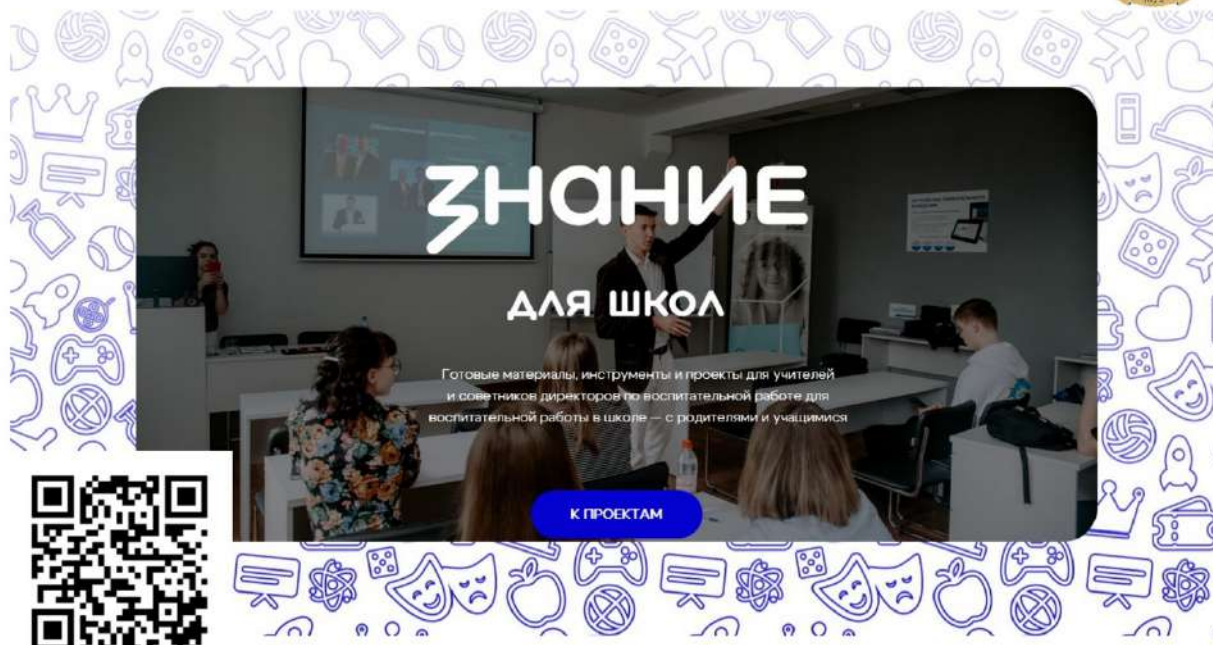 знание
для школ
Готовые материалы, инструменты и проекты для учителей
и советников директоров по воспитательной работе для
воспитательной работы в школе — с родителями и учащимися
К ПРОЕКТАМ